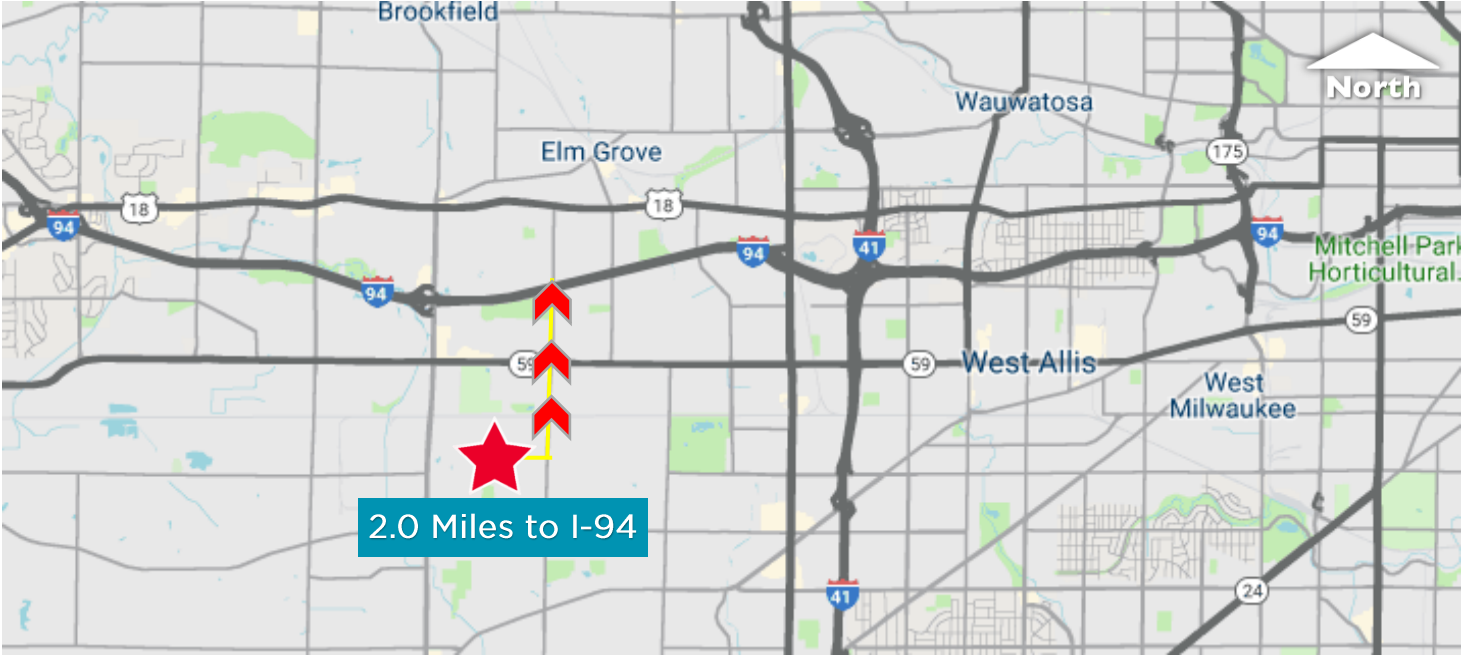 Brookfield
North
Wauwatosa
Elm Grove
175
18
18
94
94
41
94
Mitchell Park
Horticultural.
94
59
59
59
West Allis
West
Milwaukee
2.0 Miles to I-94
41
24